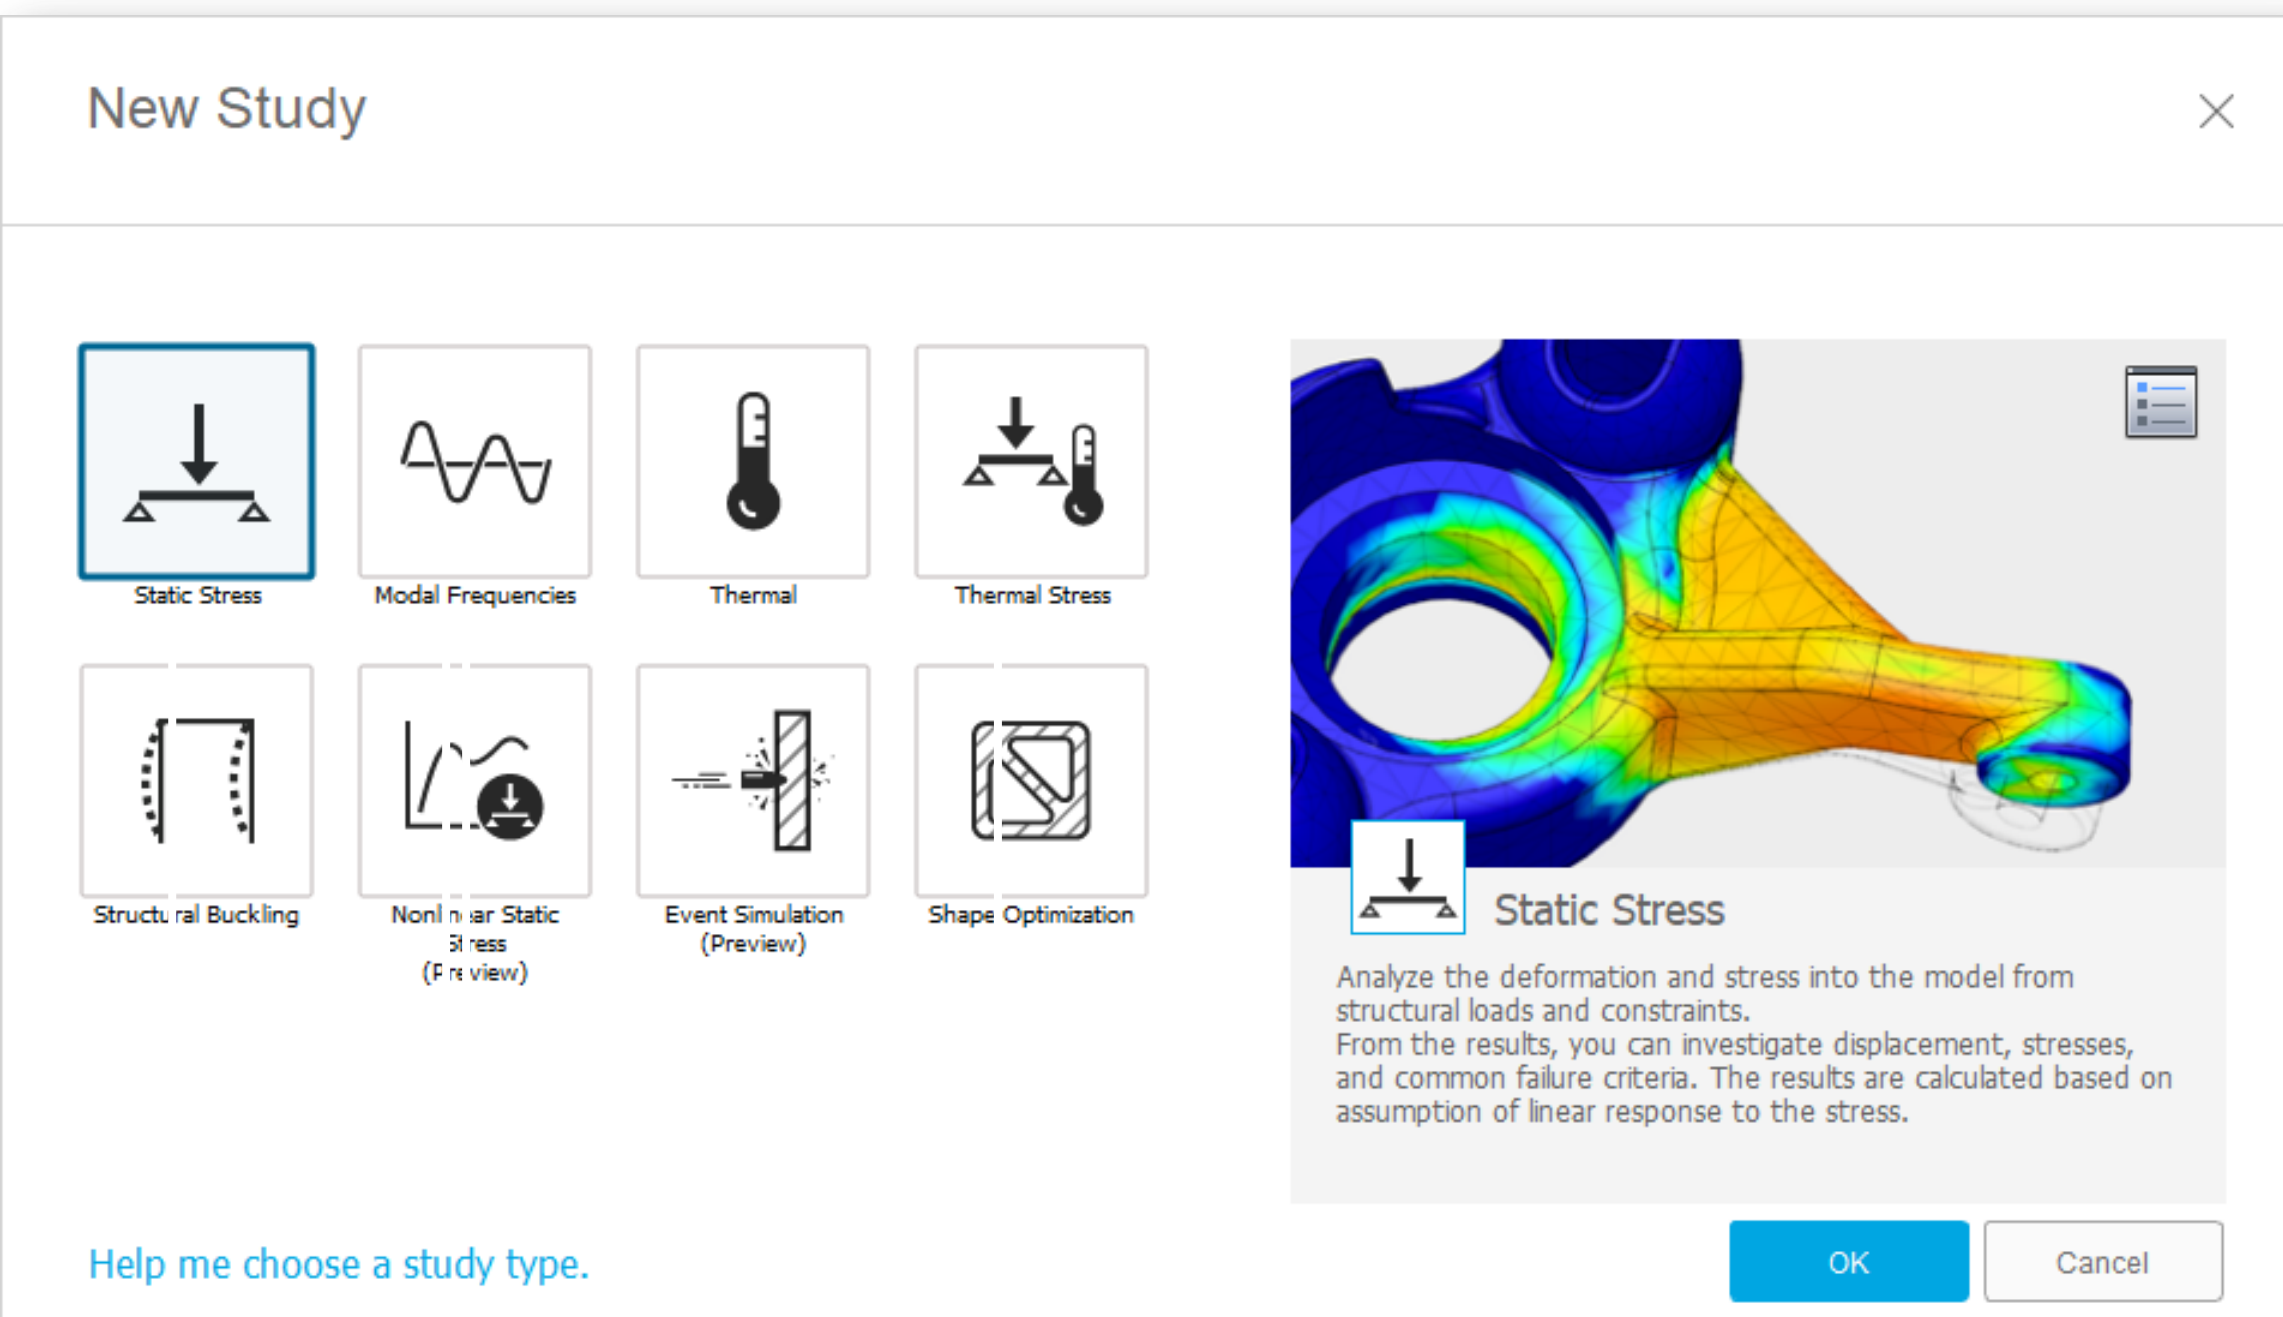 New Study
Static Stress
Modal Frequencies
Thermal
Thermal Stress
Structural Buckling
Nonlinear Static
Stress
(Preview)
Event Simulation
(Preview)
Shape Optimization
Static Stress
Analyze the deformation and stress into the model from
structural loads and constraints.
From the results, you can investigate displacement, stresses,
and common failure criteria. The results are calculated based on
assumption of linear response to the stress.
Help me choose a study type.
OK
Cancel